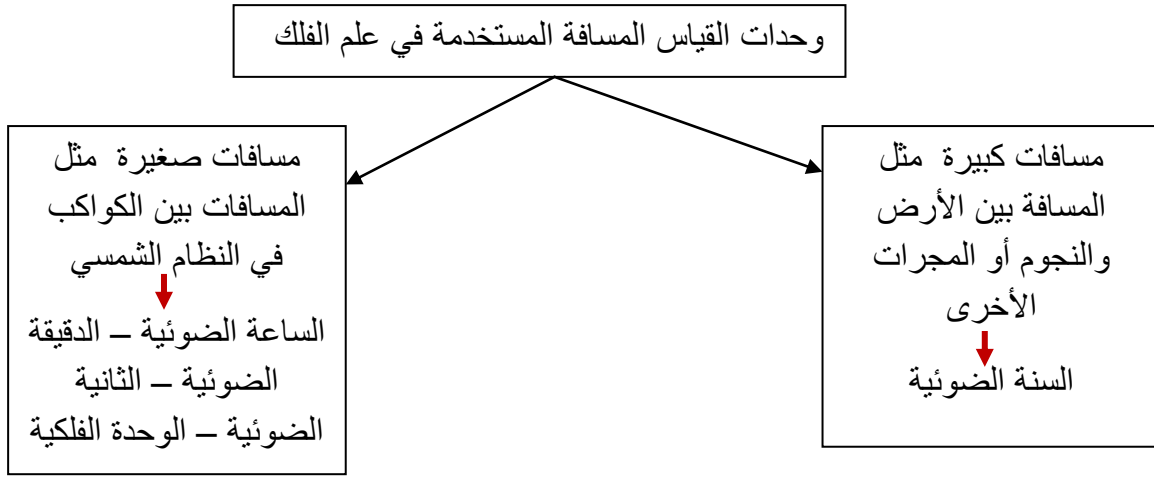 وحدات القياس المسافة المستخدمة في علم الفلك
مسافات كبيرة مثل
المسافة بين الأرض
والنجوم أو المجرات
الأخرى
السنة الضوئية
مسافات صغيرة مثل
المسافات بين الكواكب
في النظام الشمسي
الساعة الضوئية – الدقيقة
الضوئية – الثانية
الضوئية – الوحدة الفلكية